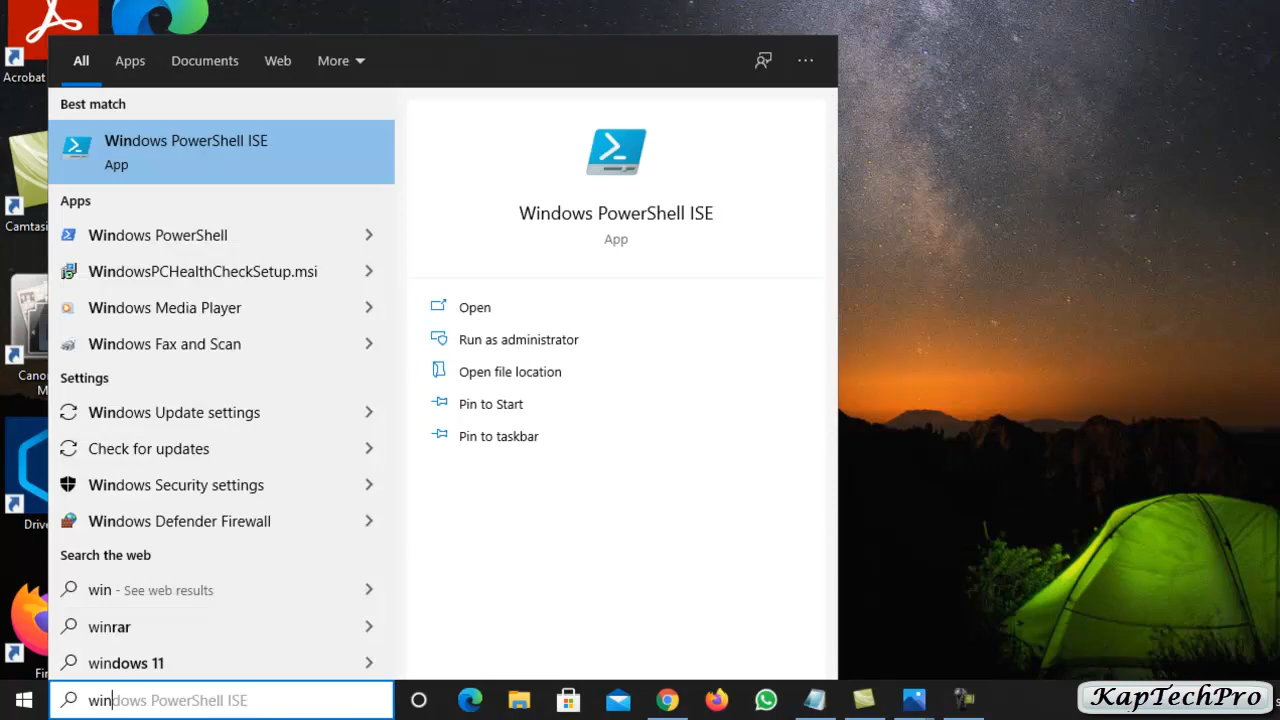 Acrobat
Camtas
Canon
M
Drive
Fir
All Apps Documents Web More
Best match
Windows PowerShell ISE
App
Apps
Windows PowerShell
WindowsPCHealthCheckSetup.msi
Windows Media Player
Windows Fax and Scan
Settings
Windows Update settings
Check for updates
Windows Security settings
Windows Defender Firewall
Search the web
win - See web results
winrar
windows 11
windows PowerShell ISE
Windows PowerShell ISE
App
Open
Run as administrator
Open file location
Pin to Start
Pin to taskbar
KapTechPro